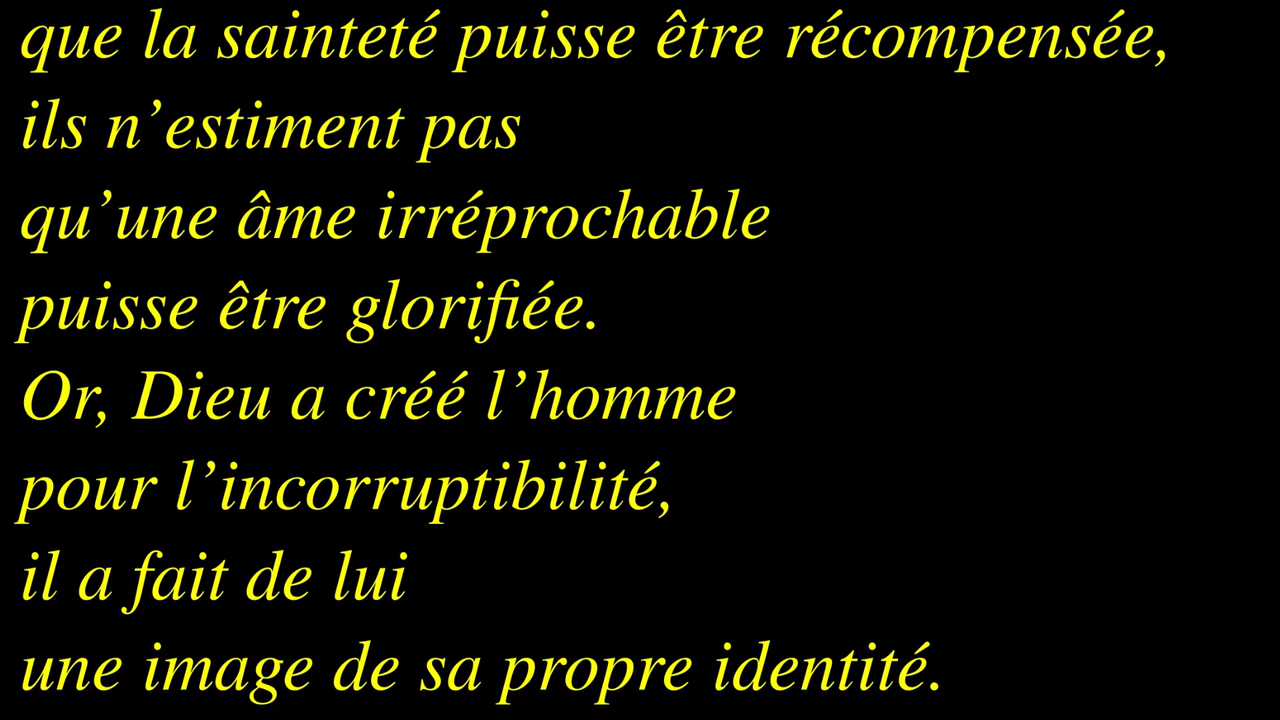 que la sainteté puisse être récompensée,
ils n’estiment pas
qu’une âme irréprochable
puisse être glorifiée.
Or, Dieu a créé l’homme
pour l’incorruptibilité,
il a fait de lui
une image de sa propre identité.